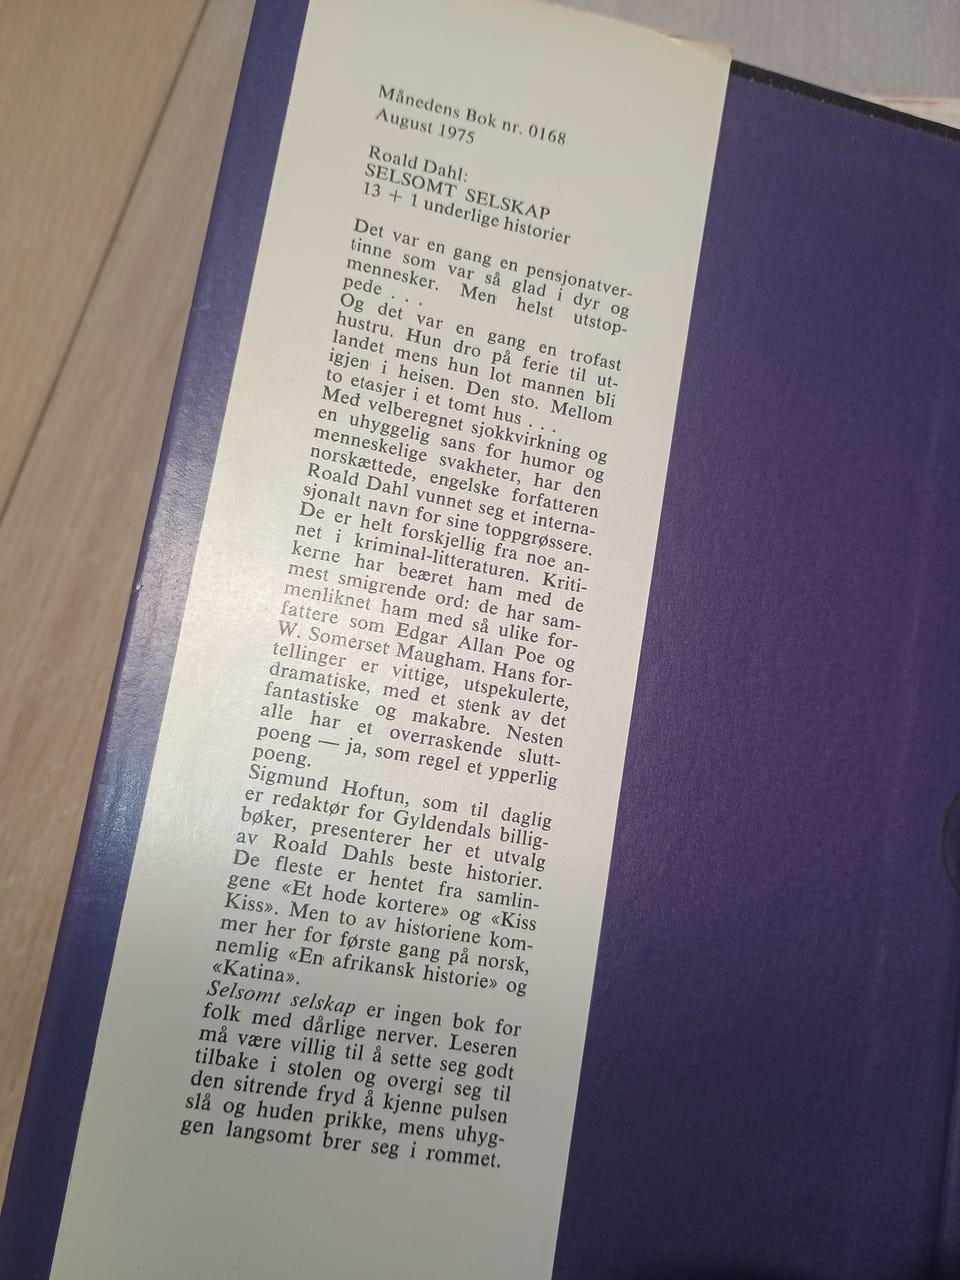 Månedens Bok nr. 0168
August 1975
Roald Dahl:
SELSOMT SELSKAP
13 + 1 underlige historier
Det var en gang en pensjonatver-
tinne som var så glad i dyr og
mennesker. Men helst utstop-
pede . . .
Og det var en gang en trofast
hustru. Hun dro på ferie til ut-
landet mens hun lot mannen bli
igjen i heisen. Den sto. Mellom
to etasjer i et tomt hus . . .
Med velberegnet sjokkvirkning og
en uhyggelig sans for humor og
menneskelige svakheter, har den
norskættede, engelske forfatteren
Roald Dahl vunnet seg et interna-
sjonalt navn for sine toppgrøssere.
De er helt forskjellig fra noe an-
net i kriminal-litteraturen. Kriti-
kerne har beæret ham med de
mest smigrende ord: de har sam-
menliknet ham med så ulike for-
fattere som Edgar Allan Poe og
W. Somerset Maugham. Hans for-
tellinger er vittige, utspekulerte,
dramatiske, med et stenk av det
fantastiske og makabre. Nesten
alle har et overraskende slutt-
poeng — ja, som regel et ypperlig
poeng.
Sigmund Hoftun, som til daglig
er redaktør for Gyldendals billig-
bøker, presenterer her et utvalg
av Roald Dahls beste historier.
De fleste er hentet fra samlin-
gene «Et hode kortere» og «Kiss
Kiss». Men to av historiene kom-
mer her for første gang på norsk,
nemlig «En afrikansk historie» og
«Katina».
Selsomt selskap er ingen bok for
folk med dårlige nerver. Leseren
må være villig til å sette seg godt
tilbake i stolen og overgi seg til
den sitrende fryd å kjenne pulsen
slå og huden prikke, mens uhyg-
gen langsomt brer seg i rommet.